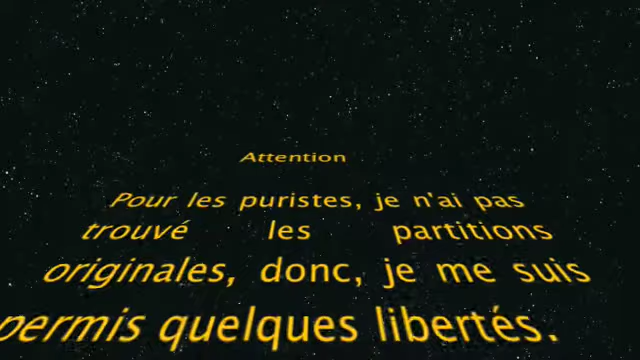 Attention
Pour les puristes, je n'ai pas
trouvé les partitions
originales, donc, je me suis
permis quelques libertés.